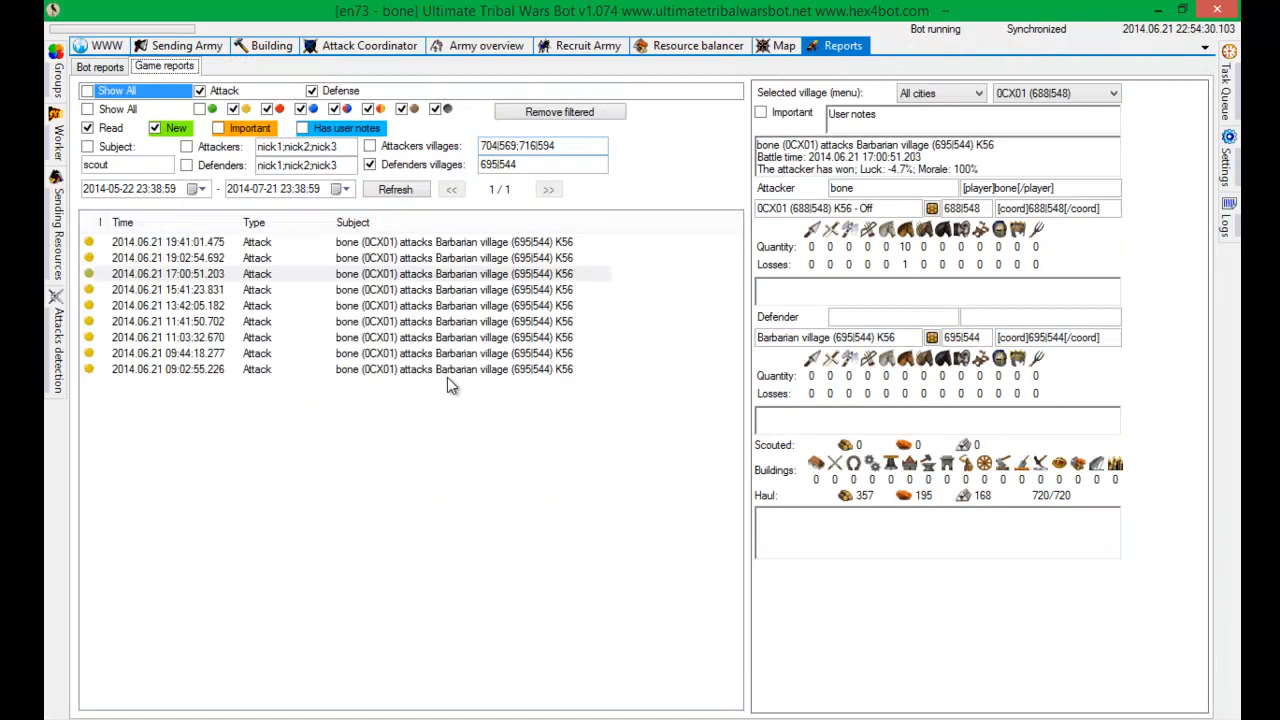 [en73 - bone] Ultimate Tribal Wars Bot v1.074 www.ultimatetribalwarsbot.net www.hex4bot.com ~
Bot running Synchronized 2014.06.21 22:54:30.103
WWW Sending Army Building Attack Coordinator Army overview Recruit Army Resource balancer Map Reports
Bot reports Game reports
Groups
Worker
Sending Resources
Attacks detection
Task Queue
Settings
Logs
Show All Attack Defense
Show All Remove filtered
Read New Important Has user notes
Subject: Attackers: nick1;nick2;nick3 Attackers villages: 704|569;716|594
scout Defenders: nick1;nick2;nick3 Defenders villages: 695|544
2014-05-22 23:38:59 - 2014-07-21 23:38:59 Refresh << 1 / 1 >>
I Time Type Subject
2014.06.21 19:41:01.475 Attack bone (0CX01) attacks Barbarian village (695|544) K56
2014.06.21 19:02:54.692 Attack bone (0CX01) attacks Barbarian village (695|544) K56
2014.06.21 17:00:51.203 Attack bone (0CX01) attacks Barbarian village (695|544) K56
2014.06.21 15:41:23.831 Attack bone (0CX01) attacks Barbarian village (695|544) K56
2014.06.21 13:42:05.182 Attack bone (0CX01) attacks Barbarian village (695|544) K56
2014.06.21 11:41:50.702 Attack bone (0CX01) attacks Barbarian village (695|544) K56
2014.06.21 11:03:32.670 Attack bone (0CX01) attacks Barbarian village (695|544) K56
2014.06.21 09:44:18.277 Attack bone (0CX01) attacks Barbarian village (695|544) K56
2014.06.21 09:02:55.226 Attack bone (0CX01) attacks Barbarian village (695|544) K56
Selected village (menu): All cities 0CX01 (688|548)
Important User notes
bone (0CX01) attacks Barbarian village (695|544) K56
Battle time: 2014.06.21 17:00:51.203
The attacker has won; Luck: -4.7%; Morale: 100%
Attacker bone [player]bone[/player]
0CX01 (688|548) K56 - Off 688|548 [coord]688|548[/coord]
Quantity: 0 0 0 0 0 10 0 0 0 0 0 0 0
Losses: 0 0 0 0 0 1 0 0 0 0 0 0 0
Defender
Barbarian village (695|544) K56 695|544 [coord]695|544[/coord]
Quantity: 0 0 0 0 0 0 0 0 0 0 0 0 0
Losses: 0 0 0 0 0 0 0 0 0 0 0 0 0
Scouted: 0 0 0
Buildings: 0 0 0 0 0 0 0 0 0 0 0 0 0 0 0 0 0
Haul: 357 195 168 720/720